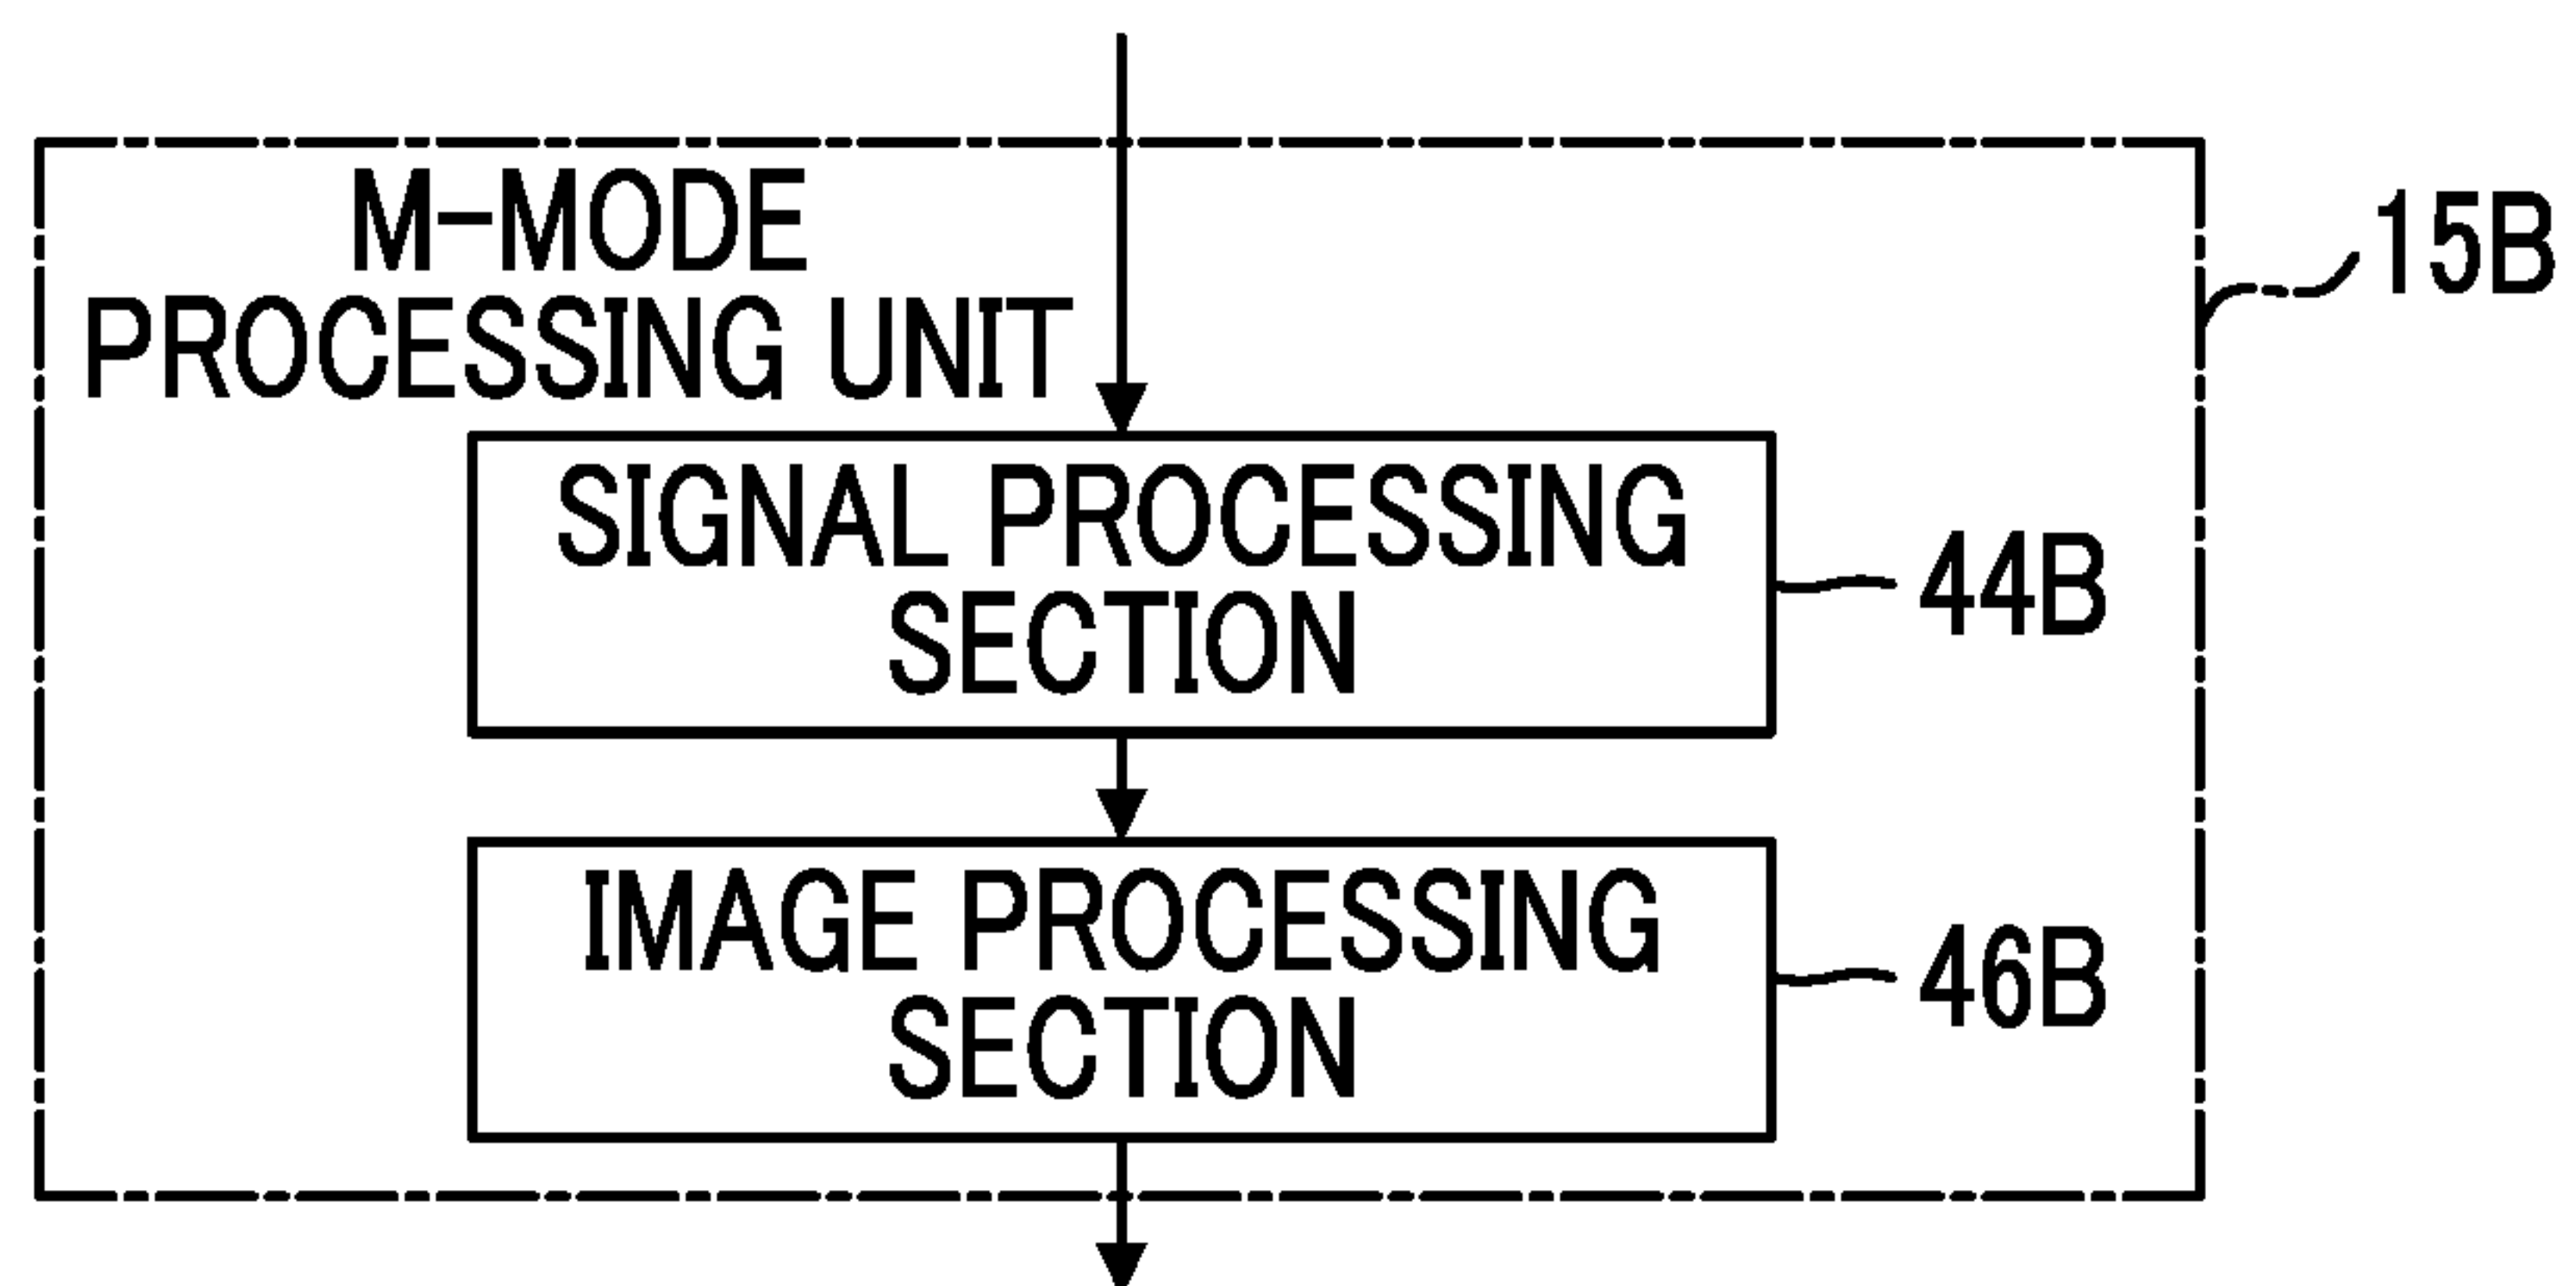 M-MODE
PROCESSING UNIT
15B
SIGNAL PROCESSING
SECTION
44B
IMAGE PROCESSING
SECTION
46B